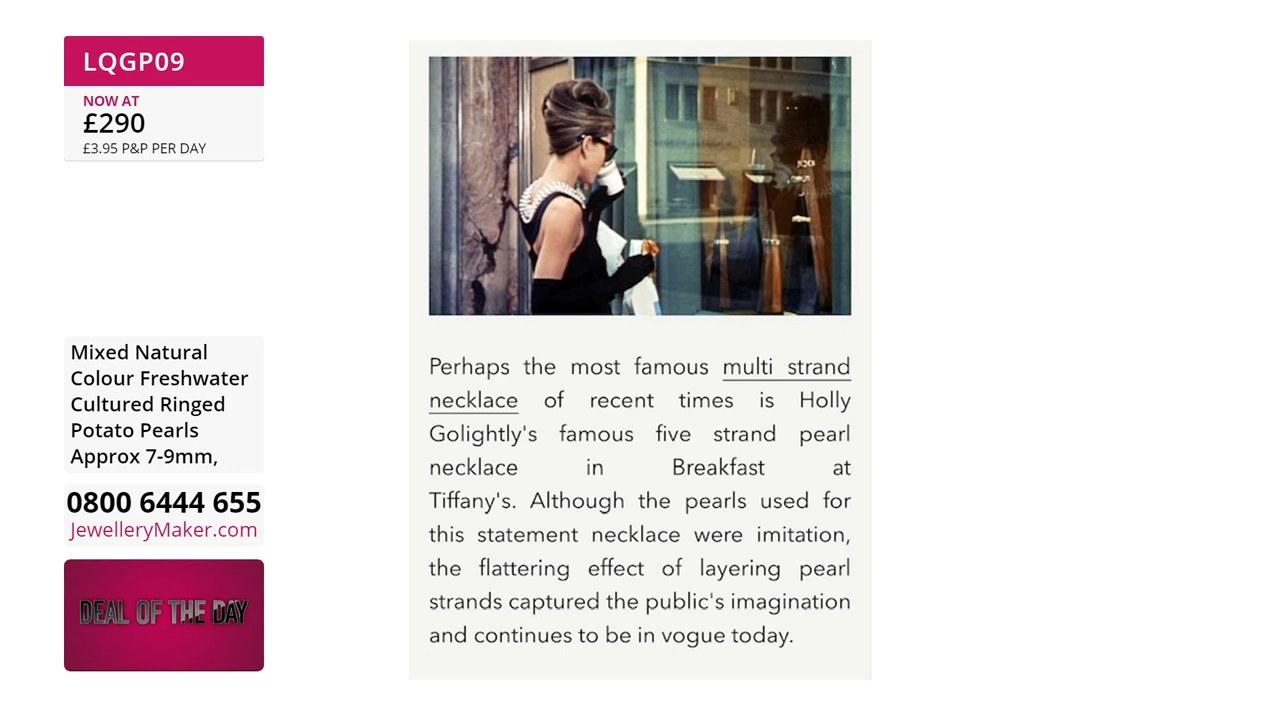 LQGP09
NOW AT
£290
£3.95 P&P PER DAY
Mixed Natural
Colour Freshwater
Cultured Ringed
Potato Pearls
Approx 7-9mm,
0800 6444 655
JewelleryMaker.com
DEAL OF THE DAY
Perhaps the most famous multi strand
necklace of recent times is Holly
Golightly's famous five strand pearl
necklace in Breakfast at
Tiffany's. Although the pearls used for
this statement necklace were imitation,
the flattering effect of layering pearl
strands captured the public's imagination
and continues to be in vogue today.